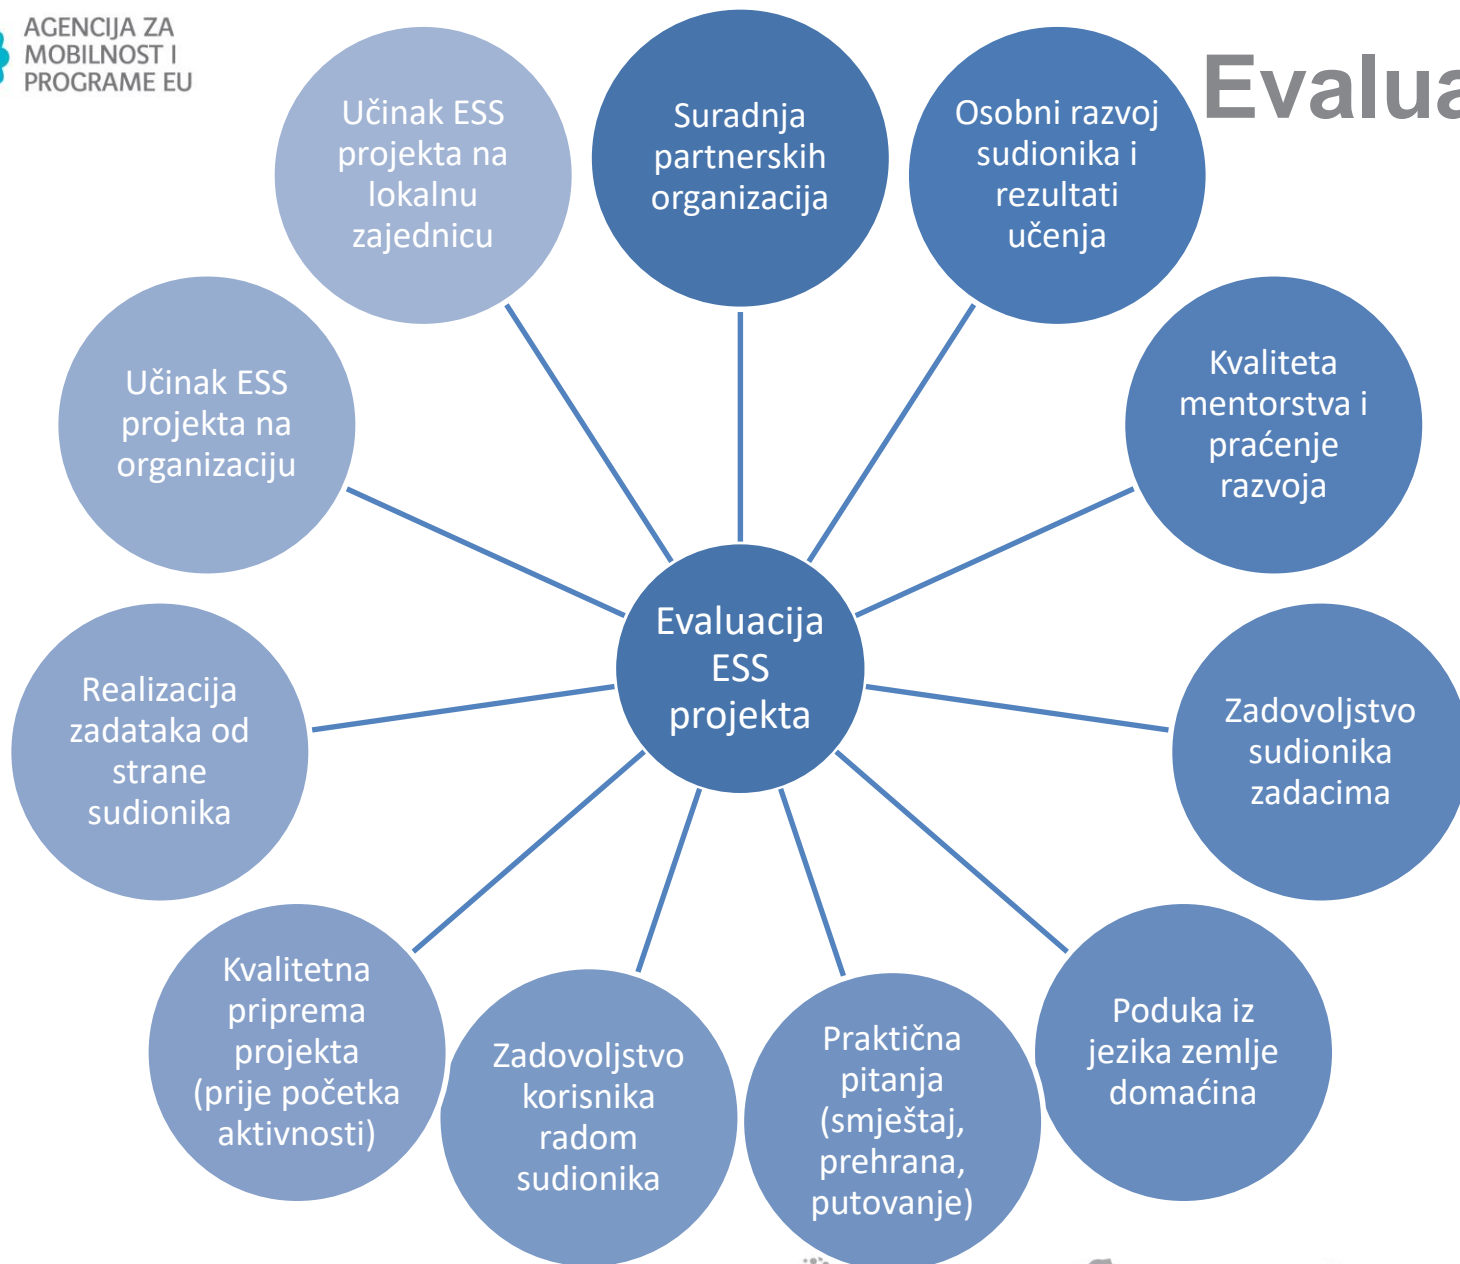 AGENCIJA ZA
MOBILNOST I
PROGRAME EU
Evalua
Suradnja
partnerskih
organizacija
Osobni razvoj
sudionika i
rezultati
učenja
Kvaliteta
mentorstva i
praćenje
razvoja
Zadovoljstvo
sudionika
zadacima
Poduka iz
jezika zemlje
domaćina
Praktična
pitanja
(smještaj,
prehrana,
putovanje)
Zadovoljstvo
korisnika
radom
sudionika
Kvalitetna
priprema
projekta
(prije početka
aktivnosti)
Realizacija
zadataka od
strane
sudionika
Učinak ESS
projekta na
organizaciju
Učinak ESS
projekta na
lokalnu
zajednicu
Evaluacija
ESS
projekta